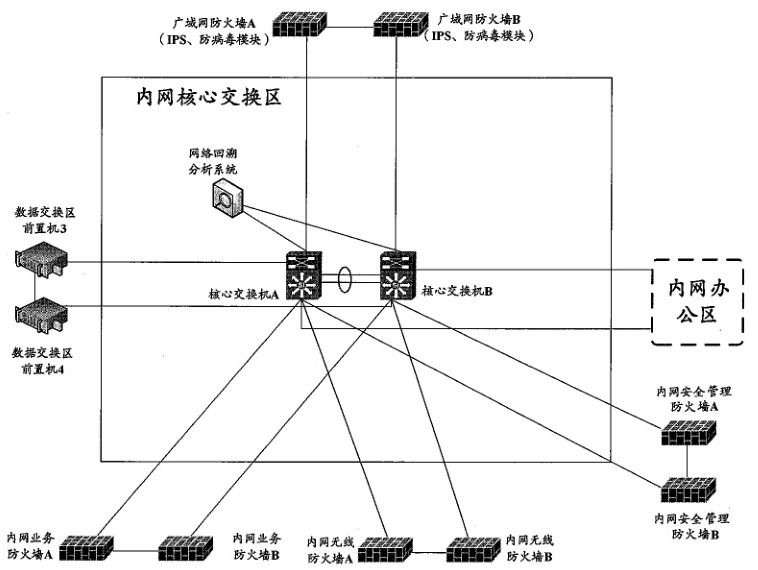 广域网防火墙A
（IPS、防病毒模块）
广域网防火墙B
（IPS、防病毒模块）
内网核心交换区
网络回溯
分析系统
数据交换区
前置机3
核心交换机A
核心交换机B
内网办
公区
数据交换区
前置机4
内网安全管理
防火墙A
内网安全管理
防火墙B
内网业务
防火墙A
内网业务
防火墙B
内网无线
防火墙A
内网无线
防火墙B